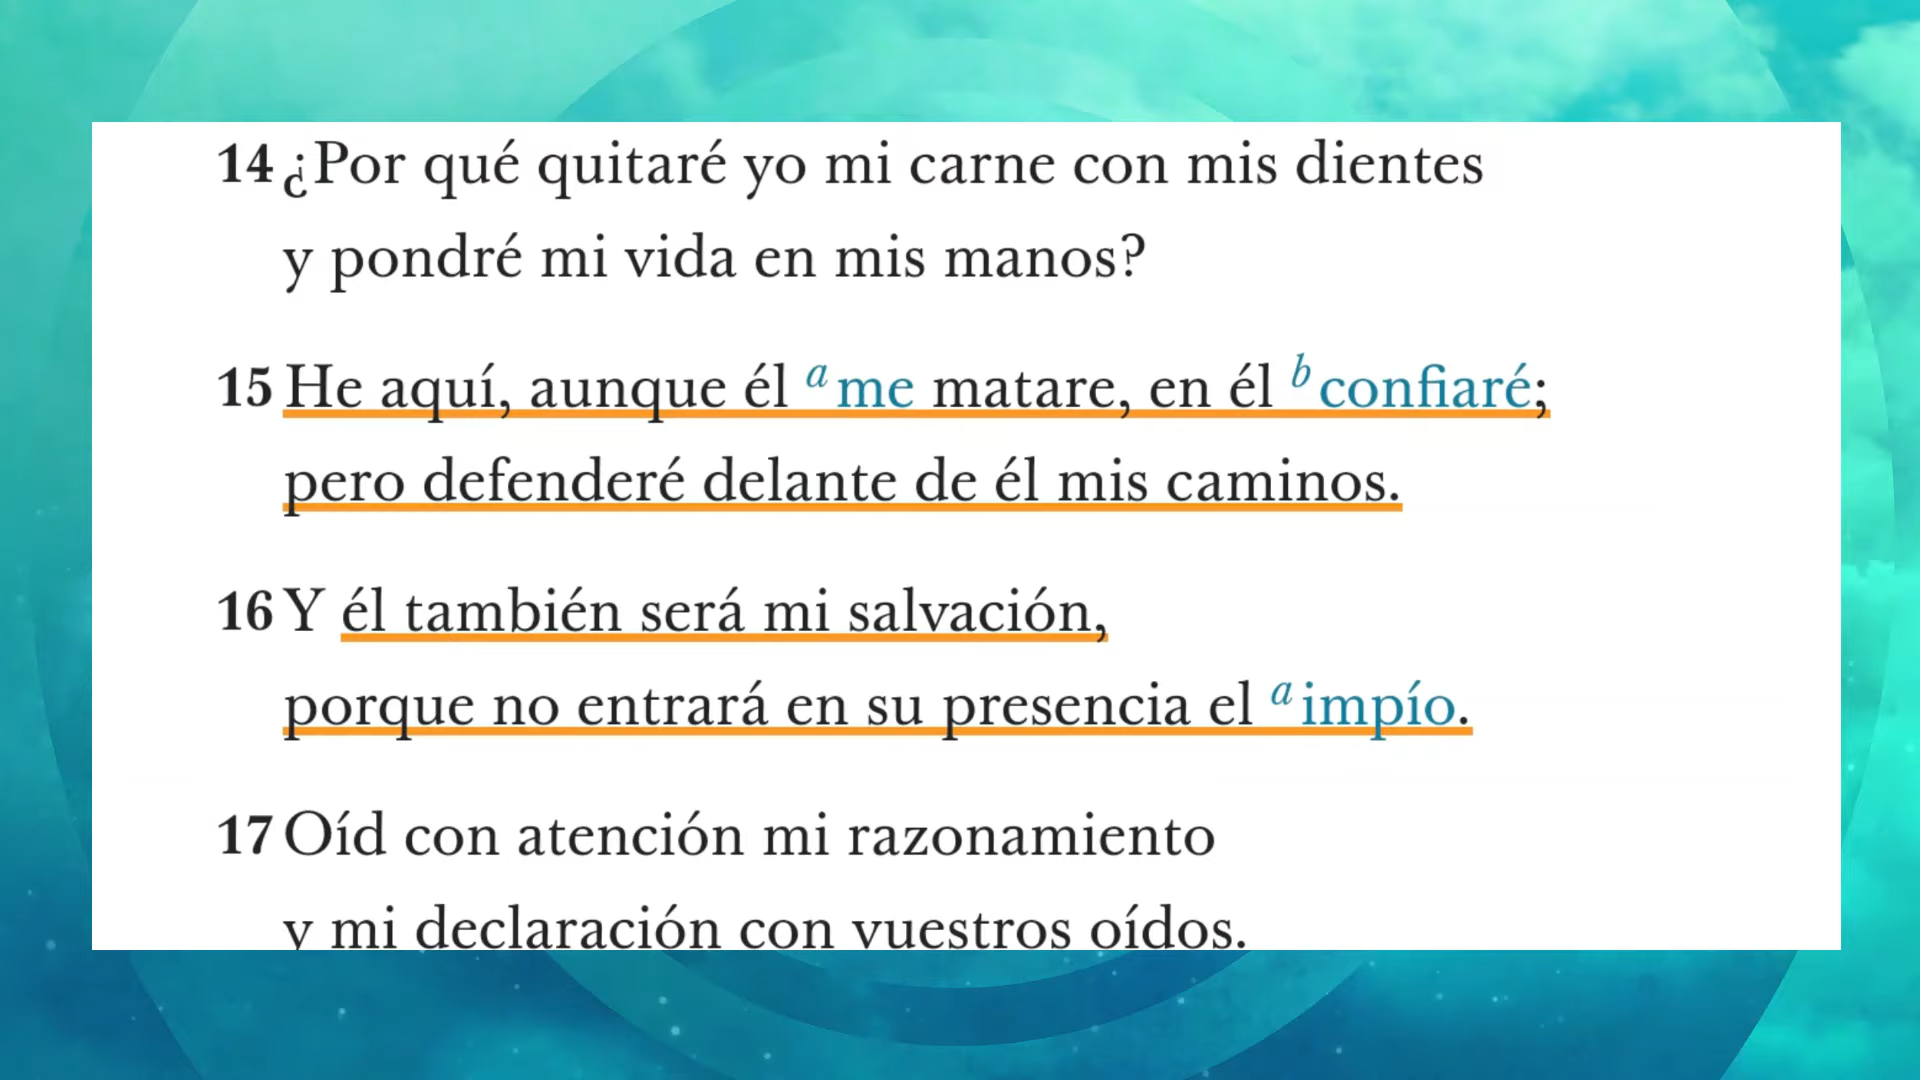 14 ¿Por qué quitaré yo mi carne con mis dientes
y pondré mi vida en mis manos?
15 He aquí, aunque él a me matare, en él b confiaré;
pero defenderé delante de él mis caminos.
16 Y él también será mi salvación,
porque no entrará en su presencia el a impío.
17 Oíd con atención mi razonamiento
y mi declaración con vuestros oídos.